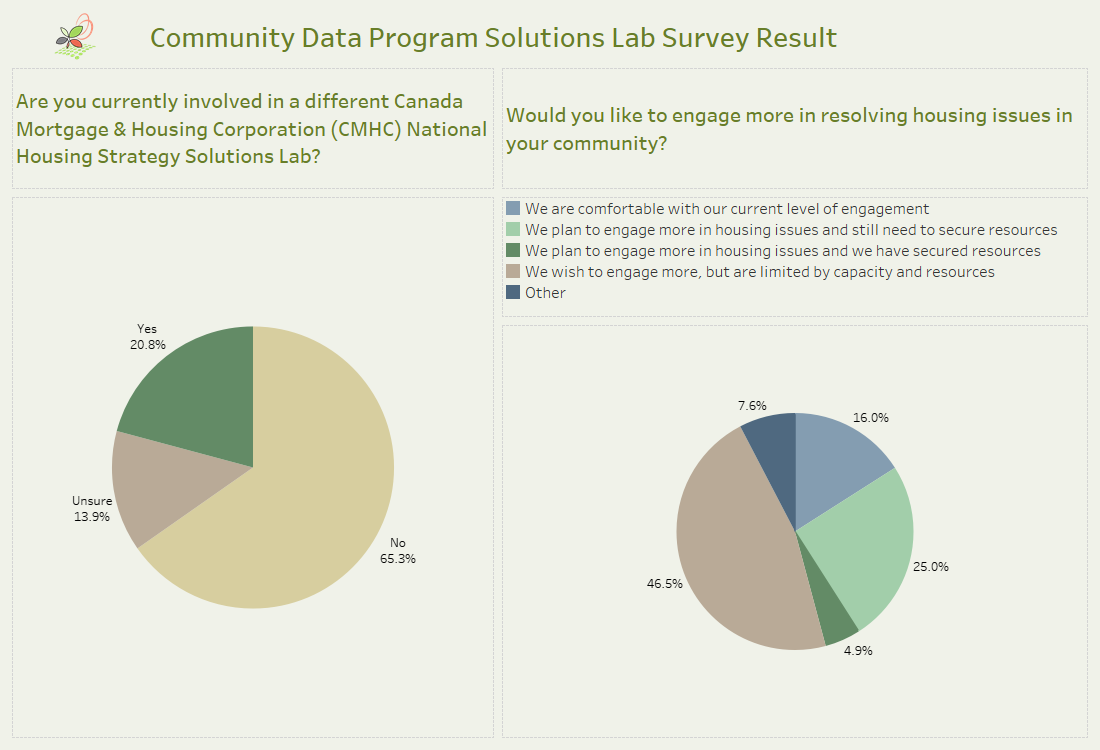 Community Data Program Solutions Lab Survey Result
Are you currently involved in a different Canada
Mortgage & Housing Corporation (CMHC) National
Housing Strategy Solutions Lab?
Yes
20.8%
Unsure
13.9%
No
65.3%
Would you like to engage more in resolving housing issues in
your community?
We are comfortable with our current level of engagement
We plan to engage more in housing issues and still need to secure resources
We plan to engage more in housing issues and we have secured resources
We wish to engage more, but are limited by capacity and resources
Other
7.6%
16.0%
25.0%
46.5%
4.9%